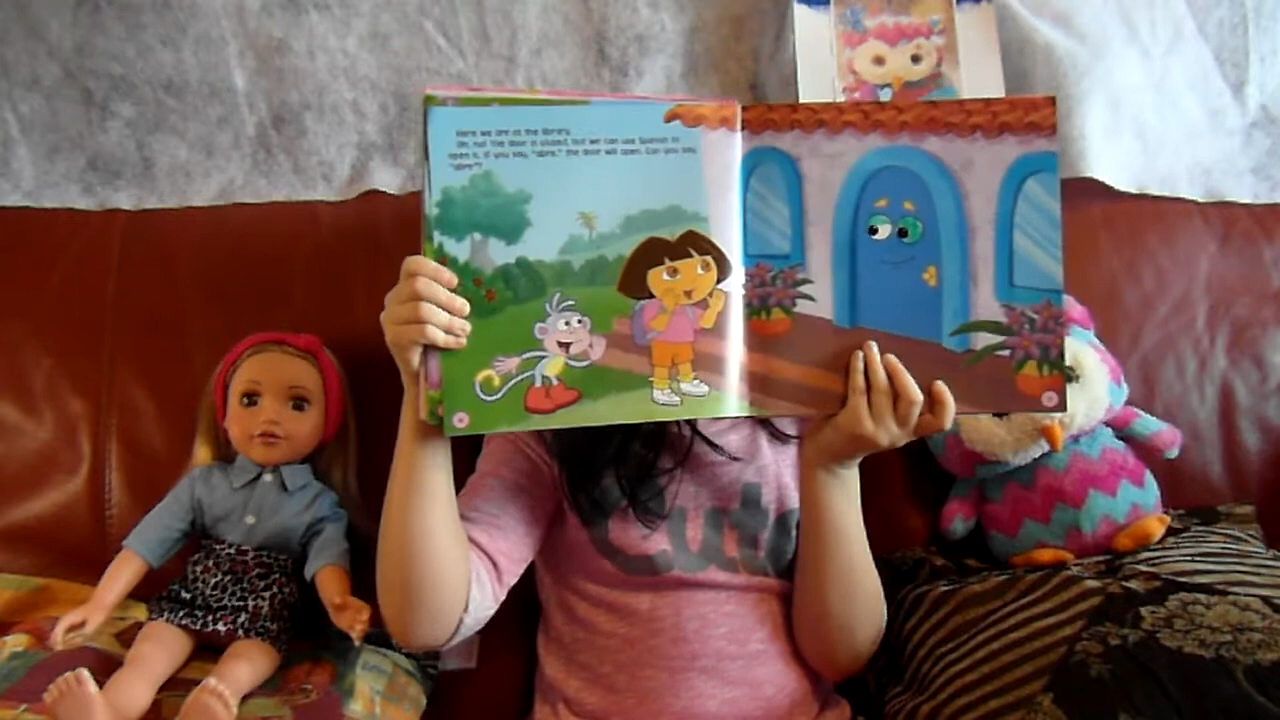 Here we are at the library.
Oh, no! The door is closed, but we can use Spanish to
open it. If you say, "abre," the door will open. Can you say,
"abre"?
Cute